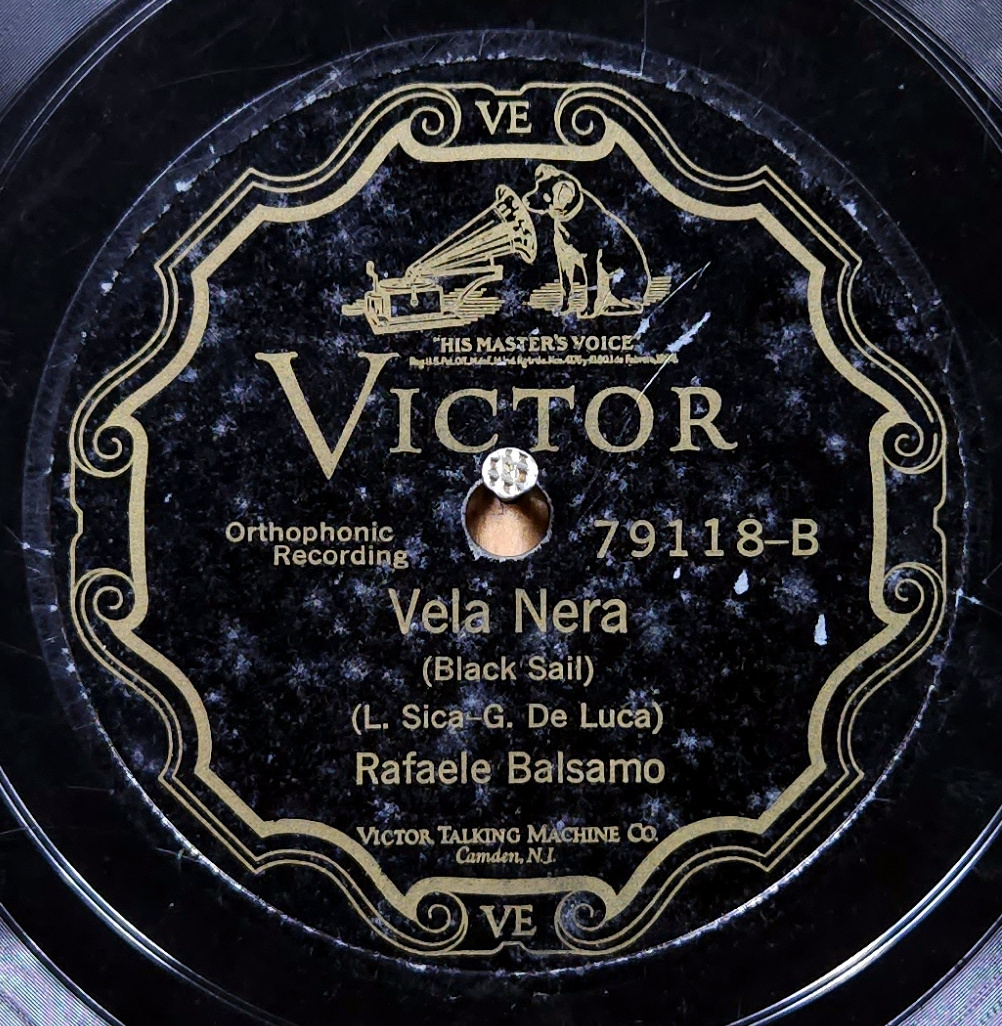 VE
"HIS MASTER'S VOICE"
VICTOR
Orthophonic
Recording
79118-B
Vela Nera
(Black Sail)
(L. Sica-G. De Luca)
Rafaele Balsamo
VICTOR TALKING MACHINE CO.
Camden, N.J.
VE